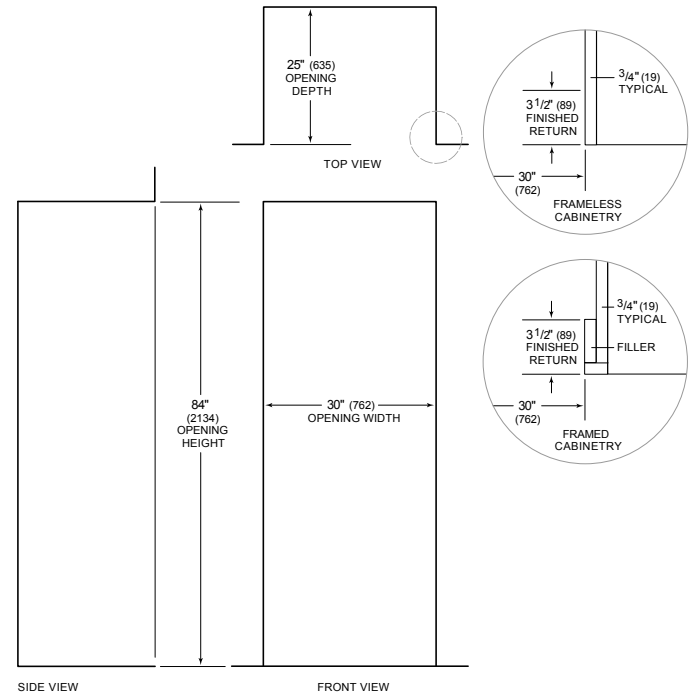 25" (635)
OPENING
DEPTH
TOP VIEW
3/4" (19)
TYPICAL
3 1/2" (89)
FINISHED
RETURN
30"
(762)
FRAMELESS
CABINETRY
3/4" (19)
TYPICAL
3 1/2" (89)
FINISHED
RETURN
FILLER
30"
(762)
FRAMED
CABINETRY
84"
(2134)
OPENING
HEIGHT
30" (762)
OPENING WIDTH
SIDE VIEW
FRONT VIEW